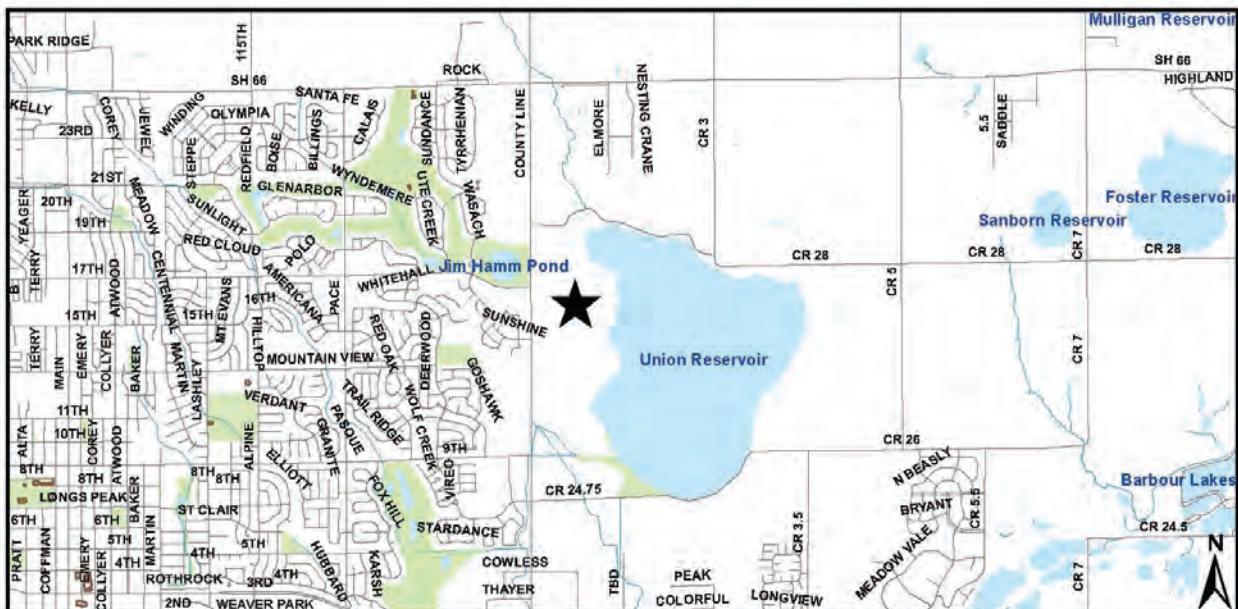 Mulligan Reservoir
PARK RIDGE
115TH
SH 66
ROCK
SH 66
HIGHLAND
KELLY
COREY
JEWEL
WINDING
OLYMPIA
SANTA FE
CALAIS
SUNDANCE
TYRRHENIAN
COUNTY LINE
ELMORE
NESTING CRANE
CR 3
5.5
SADDLE
23RD
STEPPE
REDFIELD
BOISE
BILLINGS
WYNDEMERE
21ST
GLENARBOR
UTE CREEK
WASACH
YEAGER
20TH
19TH
MEADOW
SUNLIGHT
RED CLOUD
POLO
Foster Reservoir
Sanborn Reservoir
CR 7
TERRY
17TH
ATWOOD
CENTENNIAL
AMERICANA
WHITEHALL
Jim Hamm Pond
CR 28
CR 28
CR 28
CR 5
B
15TH
MT EVANS
15TH
16TH
PACE
SUNSHINE
TERRY
MAIN
EMERY
COLLYER
BAKER
MARTIN
LASHLEY
HILLTOP
MOUNTAIN VIEW
RED OAK
DEERWOOD
GOSHAWK
Union Reservoir
CR 7
11TH
10TH
VERDANT
TRAIL RIDGE
WOLF CREEK
ALTA
COREY
ATWOOD
ALPINE
GRANITE
PASQUE
9TH
CR 26
8TH
8TH
8TH
8TH
ELLIOTT
FOX HILL
VIREO
N BEASLY
LONGS PEAK
BAKER
CR 24.75
BRYANT
CR 5.5
Barbour Lakes
6TH
6TH
ST CLAIR
STARDANCE
CR 3.5
CR 24.5
5TH
MARTIN
4TH
5TH
MEADOW VALE
N
PRATT
COFFMAN
EMERY
COLLYER
4TH
ROTHROCK
3RD
4TH
HUBBARD
KARSH
COWLESS
THAYER
TBD
PEAK
COLORFUL
LONGVIEW
CR 7
2ND
WEAVER PARK